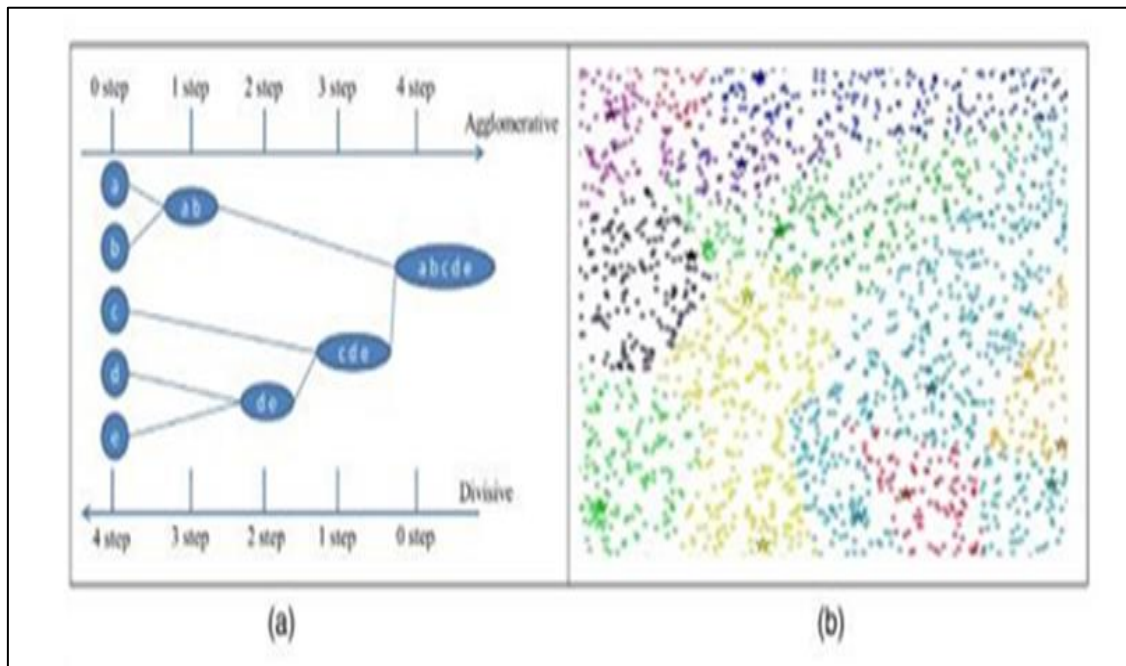 0 step 1 step 2 step 3 step 4 step
Agglomerative
a
ab
b
abcde
c
cde
d
de
e
Divisive
4 step 3 step 2 step 1 step 0 step
(a) (b)